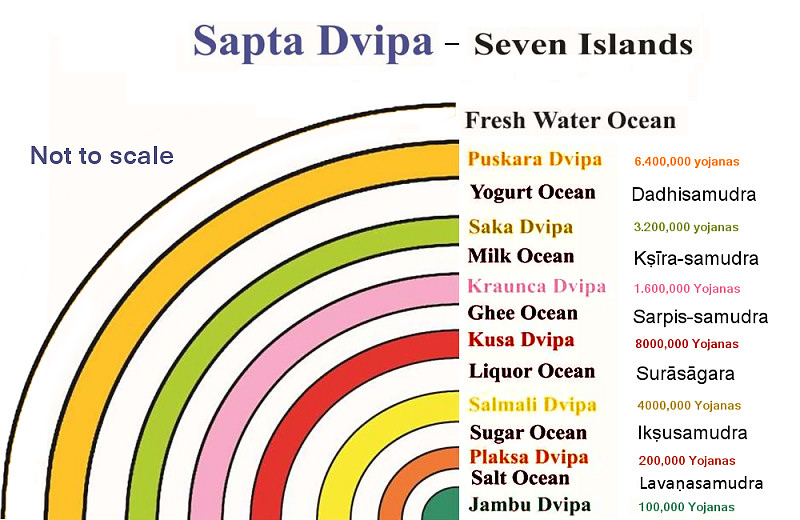 Sapta Dvipa – Seven Islands
Fresh Water Ocean
Not to scale
Puskara Dvipa 6.400,000 yojanas
Yogurt Ocean Dadhisamudra
Saka Dvipa 3.200,000 yojanas
Milk Ocean Kṣīra-samudra
Kraunca Dvipa 1.600,000 Yojanas
Ghee Ocean Sarpis-samudra
Kusa Dvipa 8000,000 Yojanas
Liquor Ocean Surāsāgara
Salmali Dvipa 4000,000 Yojanas
Sugar Ocean Ikṣusamudra
Plaksa Dvipa 200,000 Yojanas
Salt Ocean Lavaṇasamudra
Jambu Dvipa 100,000 Yojanas